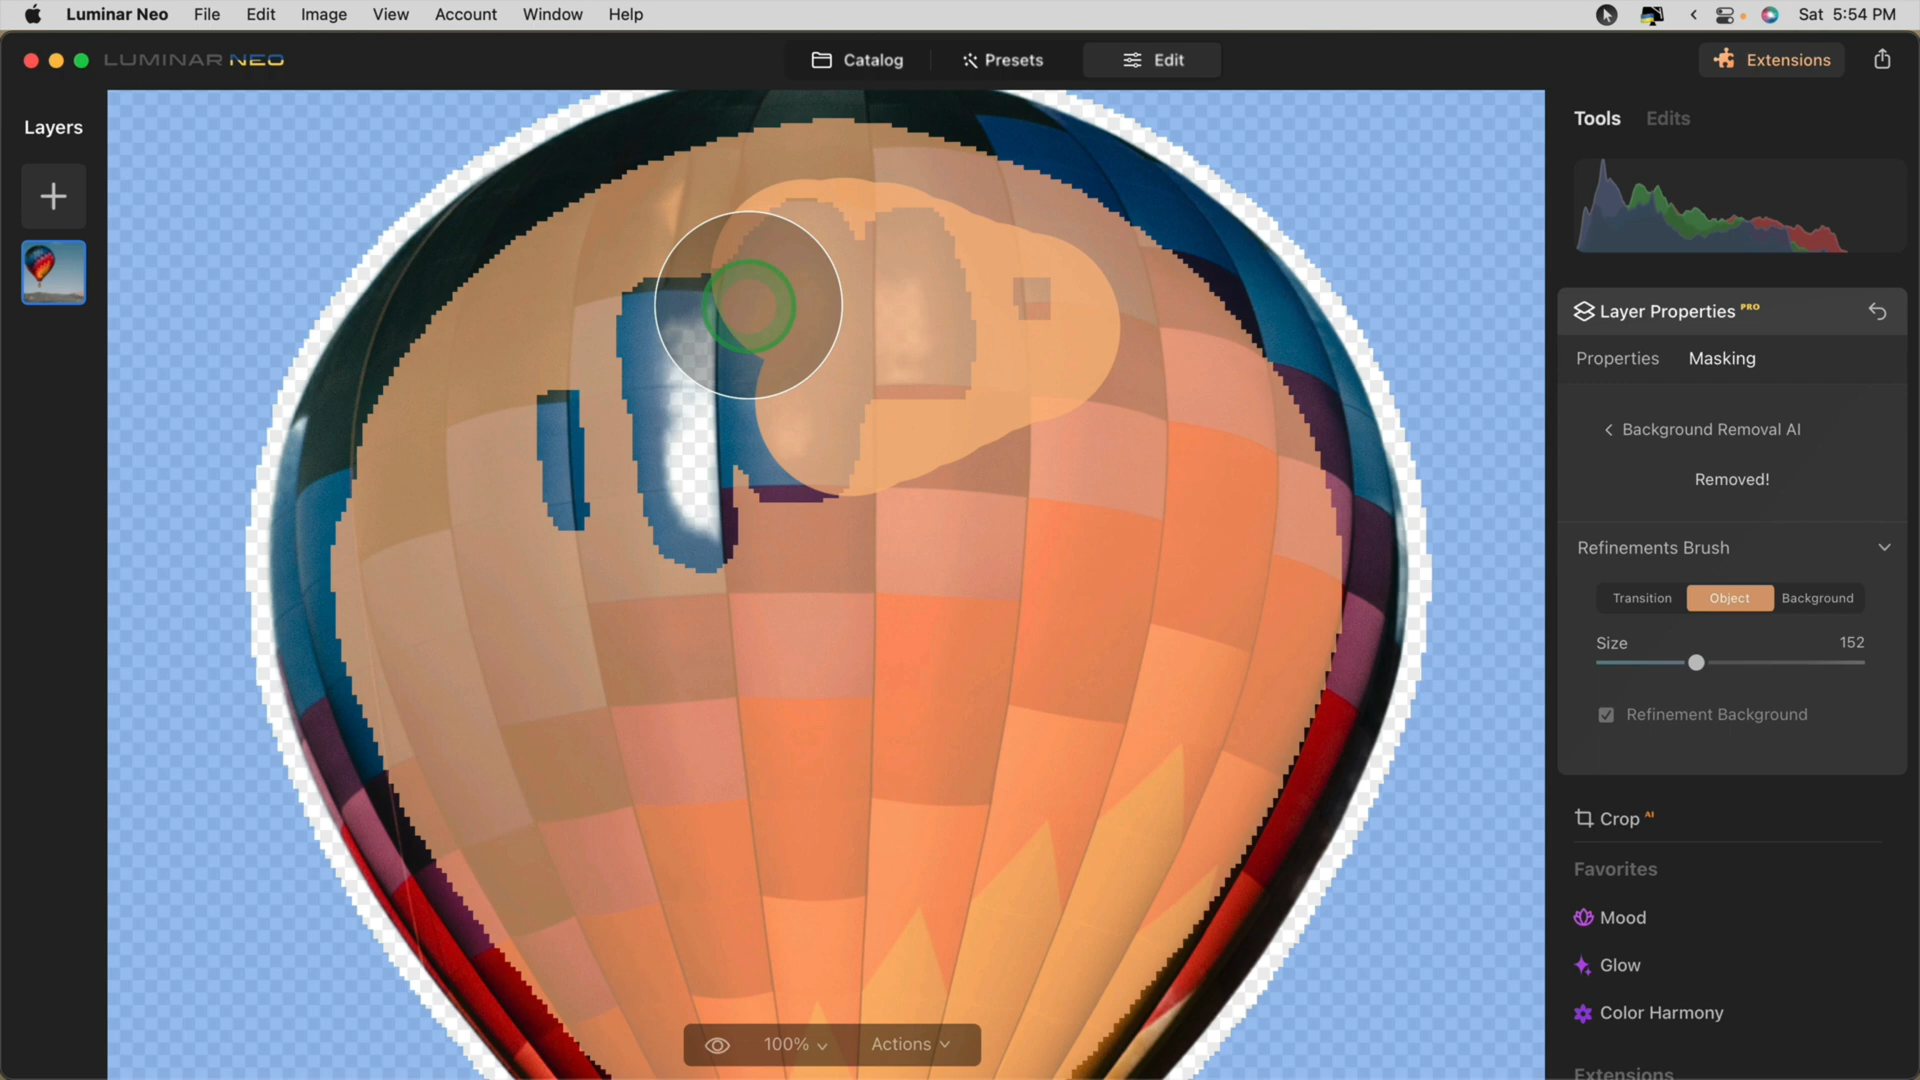 Luminar Neo File Edit Image View Account Window Help Sat 5:54 PM
LUMINAR NEO Catalog Presets Edit Extensions
Layers
Tools Edits
Layer Properties PRO
Properties Masking
Background Removal AI
Removed!
Refinements Brush
Transition Object Background
Size 152
Refinement Background
Crop AI
Favorites
Mood
Glow
Color Harmony
Extensions
100% Actions